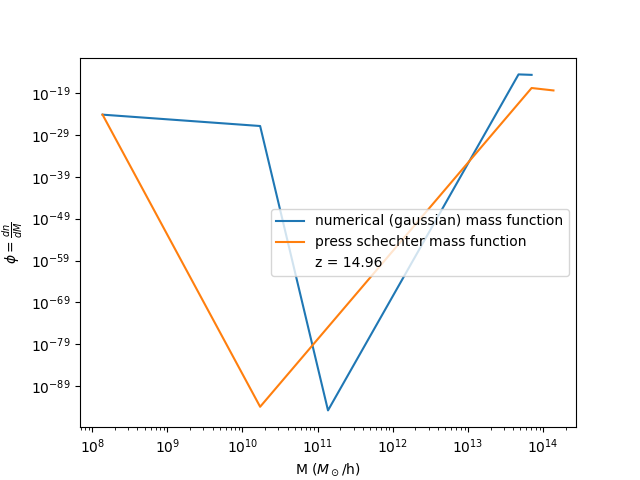 10^{-19}
10^{-29}
10^{-39}
10^{-49}
10^{-59}
10^{-69}
10^{-79}
10^{-89}
ϕ = dn/dM
numerical (gaussian) mass function
press schechter mass function
z = 14.96
10^8 10^9 10^{10} 10^{11} 10^{12} 10^{13} 10^{14}
M (M_⊙/h)